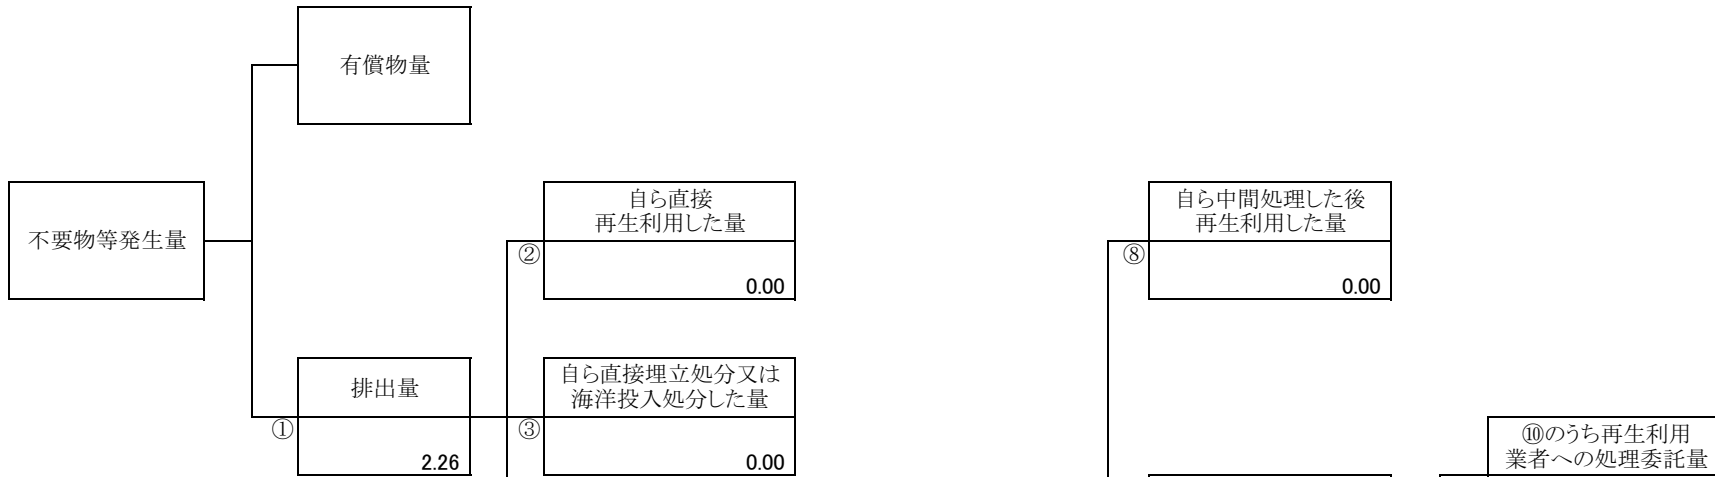 有償物量
不要物等発生量
自ら直接
再生利用した量
②
0.00
自ら中間処理した後
再生利用した量
⑧
0.00
排出量
①
2.26
自ら直接埋立処分又は
海洋投入処分した量
③
0.00
⑩のうち再生利用
業者への処理委託量